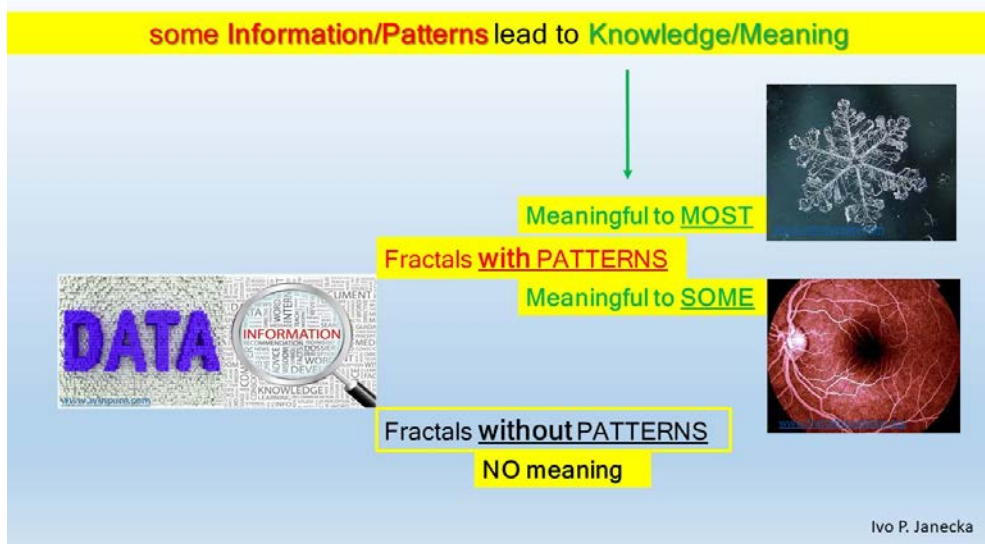 some Information/Patterns lead to Knowledge/Meaning
Meaningful to MOST
Fractals with PATTERNS
Meaningful to SOME
DATA
INFORMATION
KNOWLEDGE
Fractals without PATTERNS
NO meaning
Ivo P. Janecka